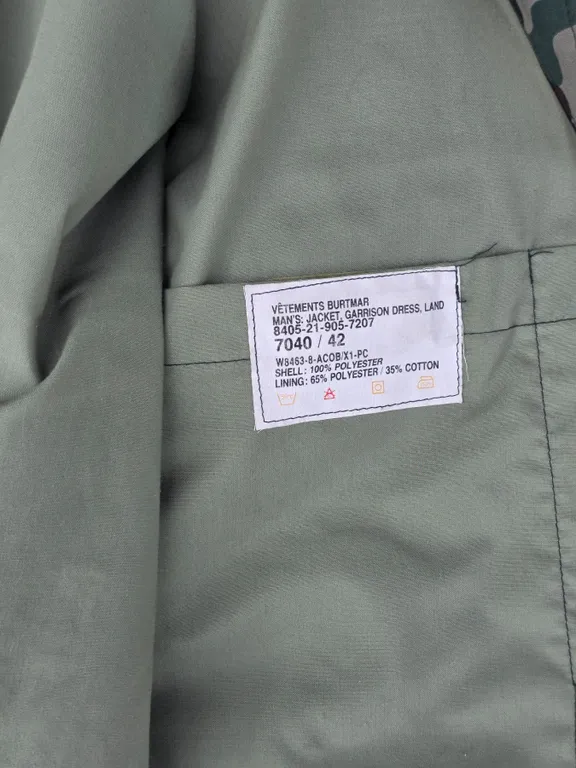 VÊTEMENTS BURTMAR
MAN'S: JACKET, GARRISON DRESS, LAND
8405-21-905-7207
7040 / 42
W8463-8-ACOB/X1-PC
SHELL: 100% POLYESTER
LINING: 65% POLYESTER / 35% COTTON